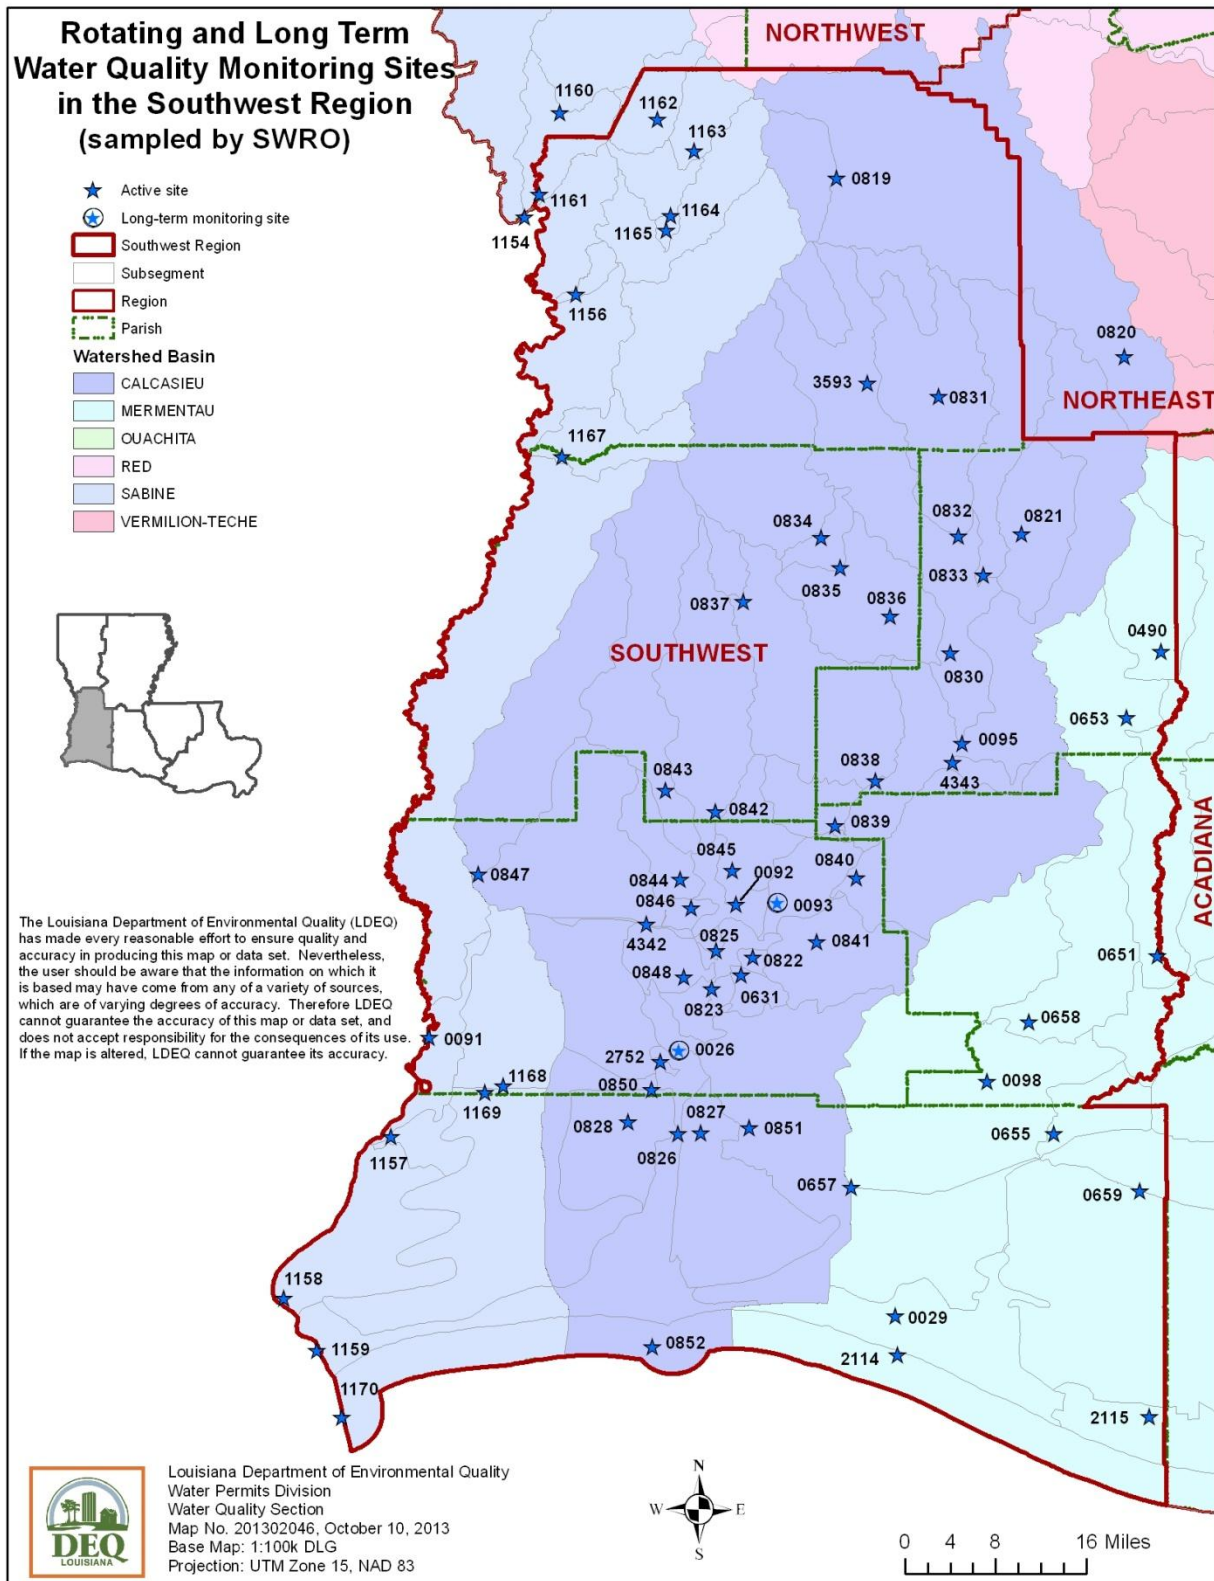 Rotating and Long Term
Water Quality Monitoring Sites
in the Southwest Region
(sampled by SWRO)
Active site
Long-term monitoring site
Southwest Region
Subsegment
Region
Parish
Watershed Basin
CALCASIEU
MERMENTAU
OUACHITA
RED
SABINE
VERMILION-TECHE
NORTHWEST
1160
1162
1163
0819
1161
1164
1154
1165
1156
0820
3593
0831
NORTHEAST
1167
0834
0832
0821
0835
0833
0837
0836
0490
SOUTHWEST
0830
0653
0095
0843
0838
4343
0842
0839
ACADIANA
0845
0092
0840
0847
0844
0846
0093
4342
0825
0841
0822
0651
0848
0631
0823
0658
0091
0026
2752
1168
0850
0098
1169
0828
0827
0851
0826
0655
1157
0657
0659
1158
0029
1159
0852
2114
1170
2115
The Louisiana Department of Environmental Quality (LDEQ)
has made every reasonable effort to ensure quality and
accuracy in producing this map or data set. Nevertheless,
the user should be aware that the information on which it
is based may have come from any of a variety of sources,
which are of varying degrees of accuracy. Therefore LDEQ
cannot guarantee the accuracy of this map or data set, and
does not accept responsibility for the consequences of its use.
If the map is altered, LDEQ cannot guarantee its accuracy.
DEQ
LOUISIANA
Louisiana Department of Environmental Quality
Water Permits Division
Water Quality Section
Map No. 201302046, October 10, 2013
Base Map: 1:100k DLG
Projection: UTM Zone 15, NAD 83
N
W E
S
0 4 8 16 Miles